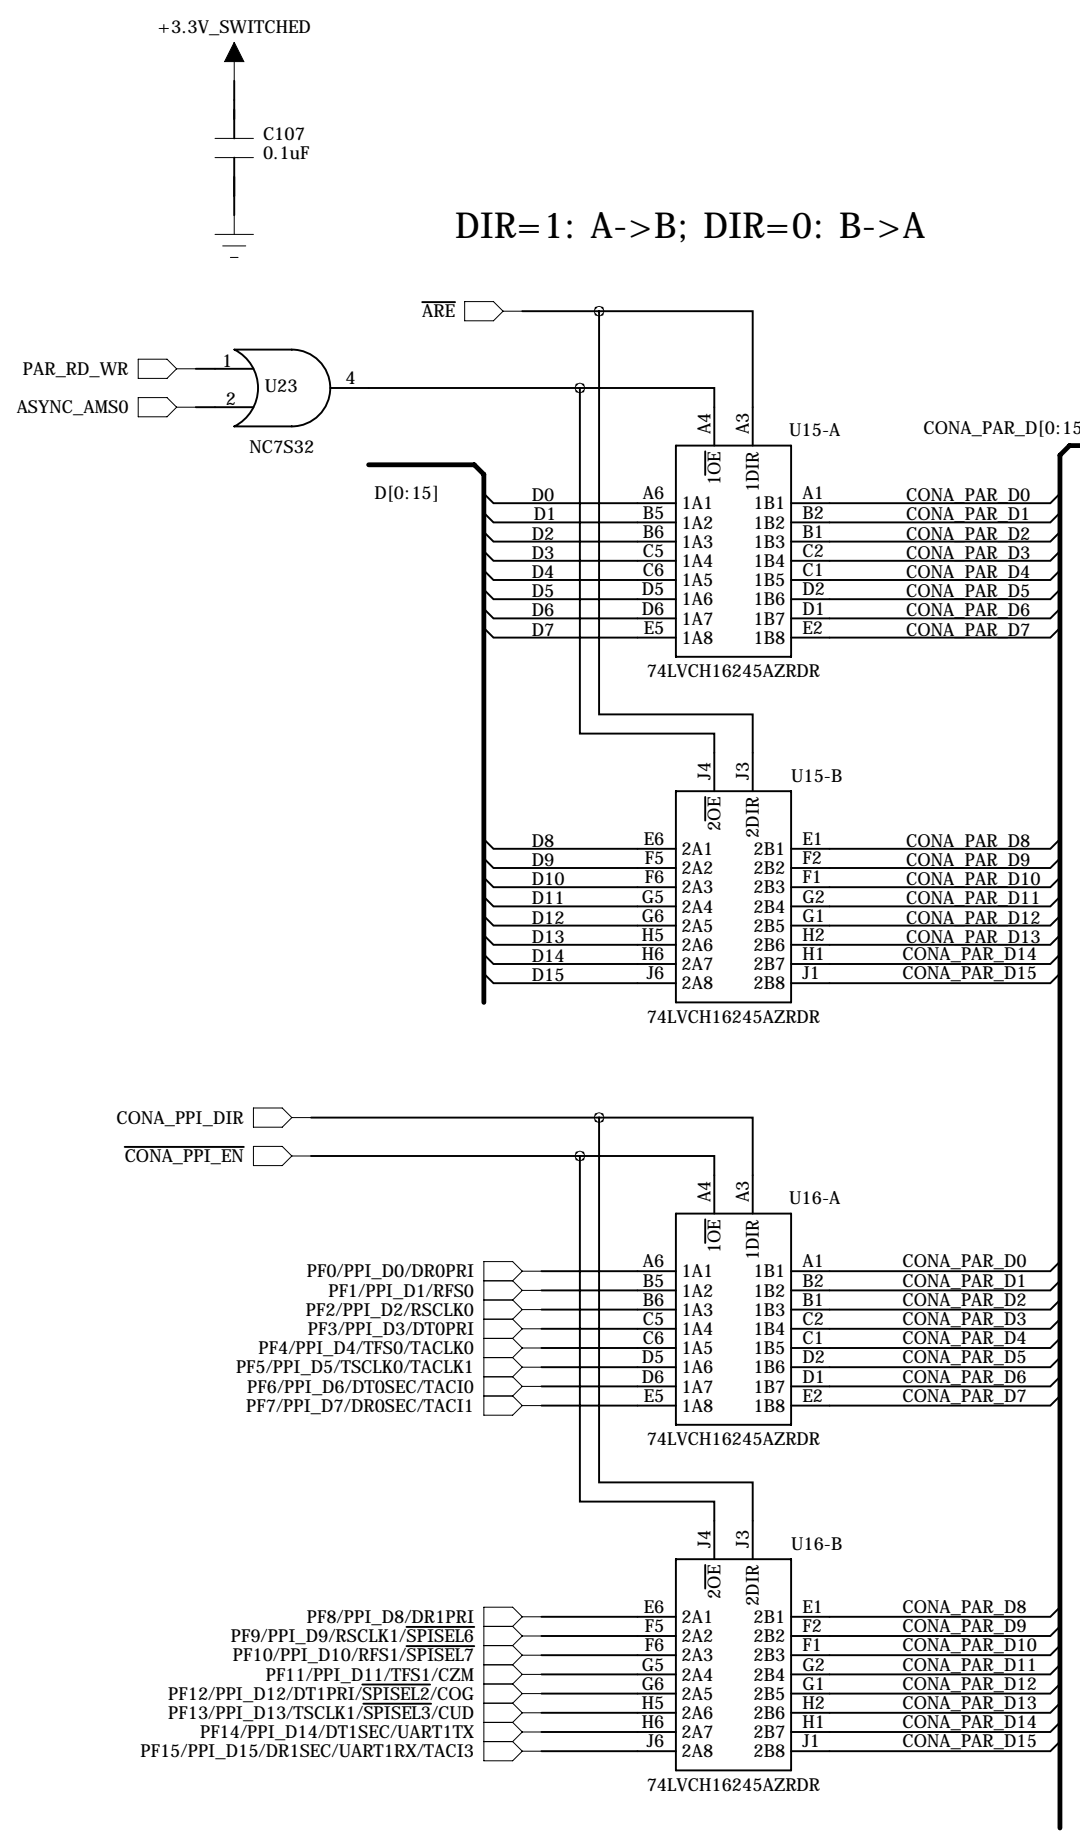 +3.3V_SWITCHED
C107
0.1uF
DIR=1: A->B; DIR=0: B->A
ARE
PAR_RD_WR
1
U23
4
ASYNC_AMS0
2
NC7S32
A4
A3
U15-A
CONA_PAR_D[0:15
D[0:15]
1OE
1DIR
D0 A6 1A1 1B1 A1 CONA_PAR_D0
D1 B5 1A2 1B2 B2 CONA_PAR_D1
D2 B6 1A3 1B3 B1 CONA_PAR_D2
D3 C5 1A4 1B4 C2 CONA_PAR_D3
D4 C6 1A5 1B5 C1 CONA_PAR_D4
D5 D5 1A6 1B6 D2 CONA_PAR_D5
D6 D6 1A7 1B7 D1 CONA_PAR_D6
D7 E5 1A8 1B8 E2 CONA_PAR_D7
74LVCH16245AZRDR
J4
J3
U15-B
2OE
2DIR
D8 E6 2A1 2B1 E1 CONA_PAR_D8
D9 F5 2A2 2B2 F2 CONA_PAR_D9
D10 F6 2A3 2B3 F1 CONA_PAR_D10
D11 G5 2A4 2B4 G2 CONA_PAR_D11
D12 G6 2A5 2B5 G1 CONA_PAR_D12
D13 H5 2A6 2B6 H2 CONA_PAR_D13
D14 H6 2A7 2B7 H1 CONA_PAR_D14
D15 J6 2A8 2B8 J1 CONA_PAR_D15
74LVCH16245AZRDR
CONA_PPI_DIR
CONA_PPI_EN
A4
A3
U16-A
1OE
1DIR
PF0/PPI_D0/DR0PRI A6 1A1 1B1 A1 CONA_PAR_D0
PF1/PPI_D1/RFS0 B5 1A2 1B2 B2 CONA_PAR_D1
PF2/PPI_D2/RSCLK0 B6 1A3 1B3 B1 CONA_PAR_D2
PF3/PPI_D3/DT0PRI C5 1A4 1B4 C2 CONA_PAR_D3
PF4/PPI_D4/TFS0/TACLK0 C6 1A5 1B5 C1 CONA_PAR_D4
PF5/PPI_D5/TSCLK0/TACLK1 D5 1A6 1B6 D2 CONA_PAR_D5
PF6/PPI_D6/DT0SEC/TACI0 D6 1A7 1B7 D1 CONA_PAR_D6
PF7/PPI_D7/DR0SEC/TACI1 E5 1A8 1B8 E2 CONA_PAR_D7
74LVCH16245AZRDR
J4
J3
U16-B
2OE
2DIR
PF8/PPI_D8/DR1PRI E6 2A1 2B1 E1 CONA_PAR_D8
PF9/PPI_D9/RSCLK1/SPISEL6 F5 2A2 2B2 F2 CONA_PAR_D9
PF10/PPI_D10/RFS1/SPISEL7 F6 2A3 2B3 F1 CONA_PAR_D10
PF11/PPI_D11/TFS1/CZM G5 2A4 2B4 G2 CONA_PAR_D11
PF12/PPI_D12/DT1PRI/SPISEL2/COG G6 2A5 2B5 G1 CONA_PAR_D12
PF13/PPI_D13/TSCLK1/SPISEL3/CUD H5 2A6 2B6 H2 CONA_PAR_D13
PF14/PPI_D14/DT1SEC/UART1TX H6 2A7 2B7 H1 CONA_PAR_D14
PF15/PPI_D15/DR1SEC/UART1RX/TACI3 J6 2A8 2B8 J1 CONA_PAR_D15
74LVCH16245AZRDR